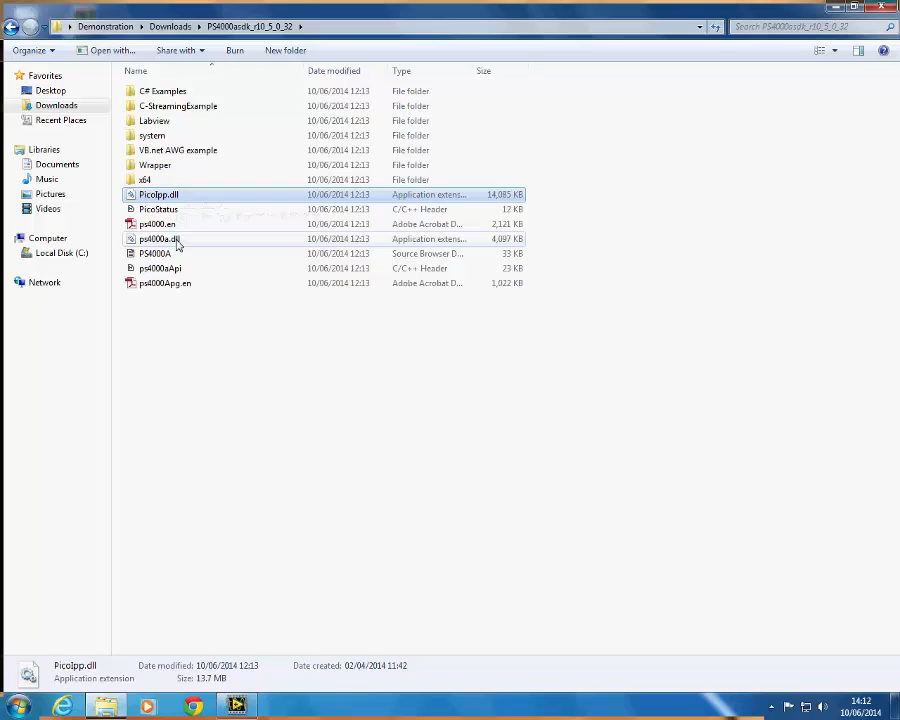 Demonstration Downloads PS4000asdk_r10_5_0_32 Search PS4000asdk_r10_5_0_32
Organize Open with... Share with Burn New folder
Name Date modified Type Size
Favorites
Desktop
Downloads
Recent Places
Libraries
Documents
Music
Pictures
Videos
Computer
Local Disk (C:)
Network
C# Examples 10/06/2014 12:13 File folder
C-StreamingExample 10/06/2014 12:13 File folder
Labview 10/06/2014 12:13 File folder
system 10/06/2014 12:13 File folder
VB.net AWG example 10/06/2014 12:13 File folder
Wrapper 10/06/2014 12:13 File folder
x64 10/06/2014 12:13 File folder
PicoIpp.dll 10/06/2014 12:13 Application extens... 14,085 KB
PicoStatus 10/06/2014 12:13 C/C++ Header 12 KB
ps4000.en 10/06/2014 12:13 Adobe Acrobat D... 2,121 KB
ps4000a.dll 10/06/2014 12:13 Application extens... 4,097 KB
PS4000A 10/06/2014 12:13 Source Browser D... 33 KB
ps4000aApi 10/06/2014 12:13 C/C++ Header 23 KB
ps4000Apg.en 10/06/2014 12:13 Adobe Acrobat D... 1,022 KB
PicoIpp.dll Date modified: 10/06/2014 12:13 Date created: 02/04/2014 11:42
Application extension Size: 13.7 MB
14:12
10/06/2014